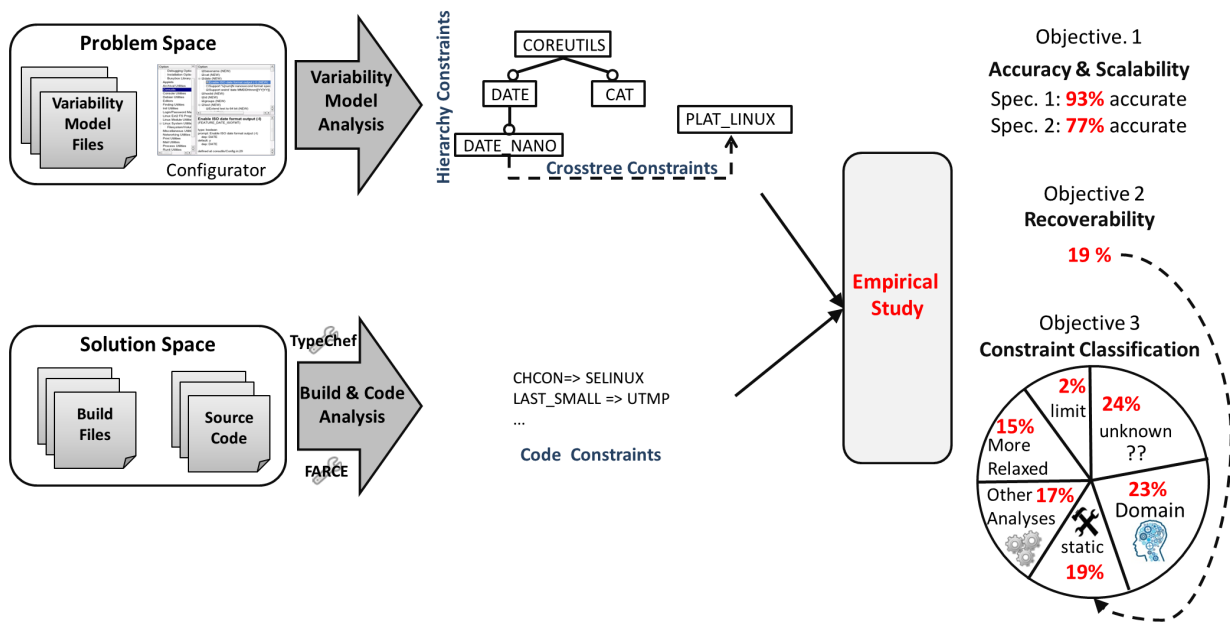 Problem Space
Variability
Model
Files
Configurator
Variability
Model
Analysis
Hierarchy Constraints
COREUTILS
DATE
CAT
DATE_NANO
PLAT_LINUX
Crosstree Constraints
Solution Space
Build
Files
Source
Code
TypeChef
Build & Code
Analysis
FARCE
CHCON=> SELINUX
LAST_SMALL => UTMP
...
Code Constraints
Empirical
Study
Objective. 1
Accuracy & Scalability
Spec. 1: 93% accurate
Spec. 2: 77% accurate
Objective 2
Recoverability
19 %
Objective 3
Constraint Classification
2%
limit
24%
unknown
??
15%
More
Relaxed
Other 17%
Analyses
23%
Domain
static
19%